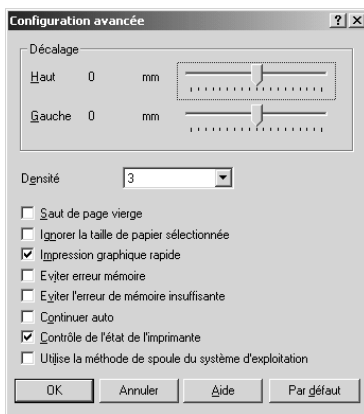 Configuration avancée
Décalage
Haut 0 mm
Gauche 0 mm
Densité 3
Saut de page vierge
Ignorer la taille de papier sélectionnée
Impression graphique rapide
Eviter erreur mémoire
Eviter l'erreur de mémoire insuffisante
Continuer auto
Contrôle de l'état de l'imprimante
Utilise la méthode de spoule du système d'exploitation
OK Annuler Aide Par défaut